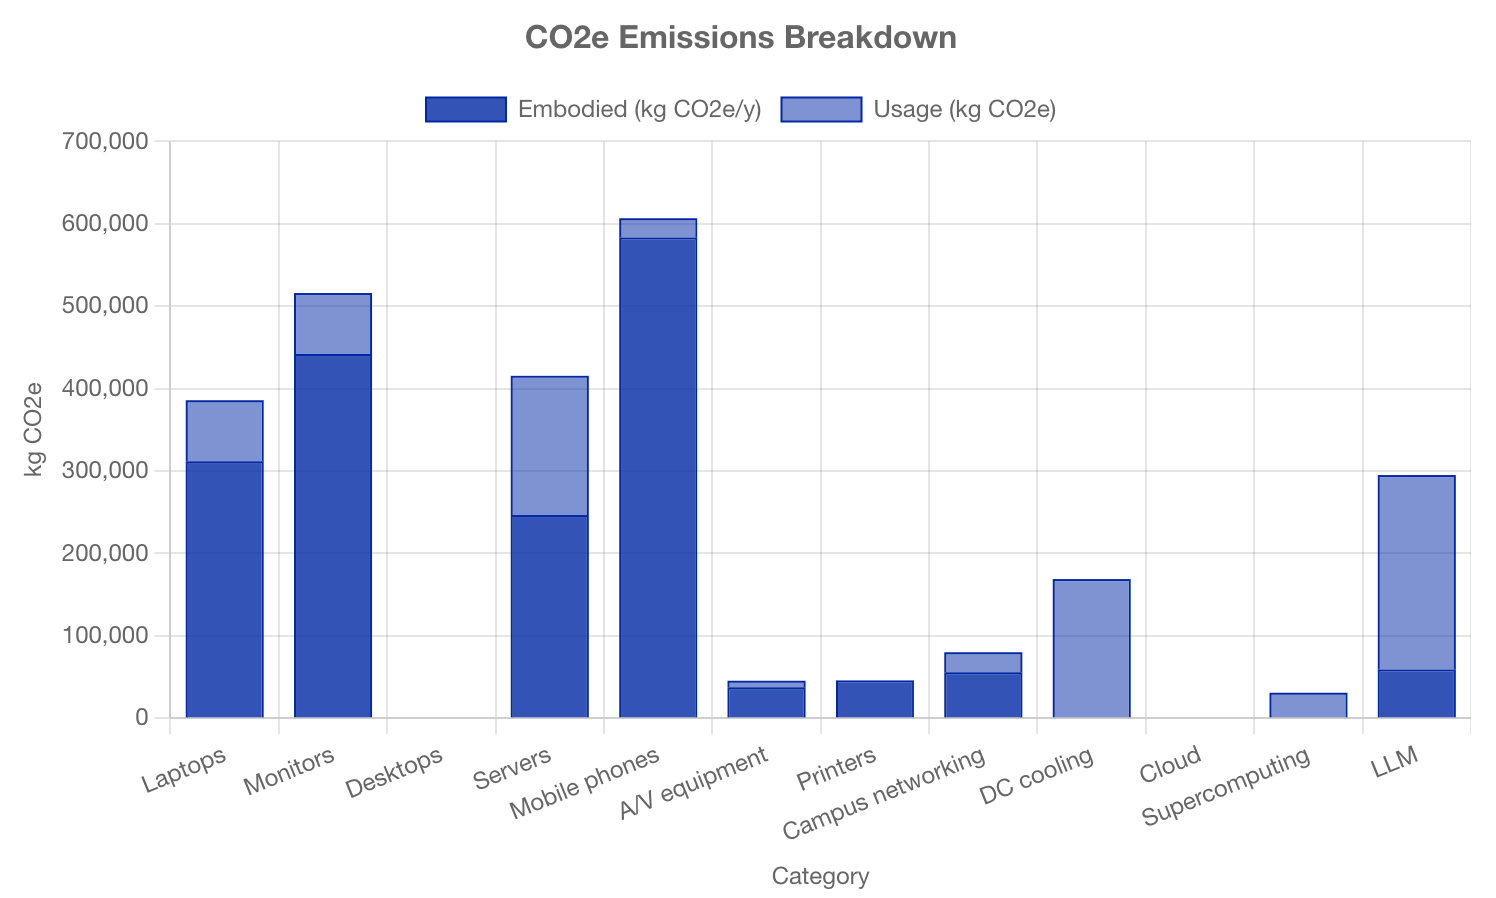 CO2e Emissions Breakdown
Embodied (kg CO2e/y) Usage (kg CO2e)
700,000
600,000
500,000
400,000
300,000
200,000
100,000
0
kg CO2e
Laptops
Monitors
Desktops
Servers
Mobile phones
A/V equipment
Printers
Campus networking
DC cooling
Cloud
Supercomputing
LLM
Category